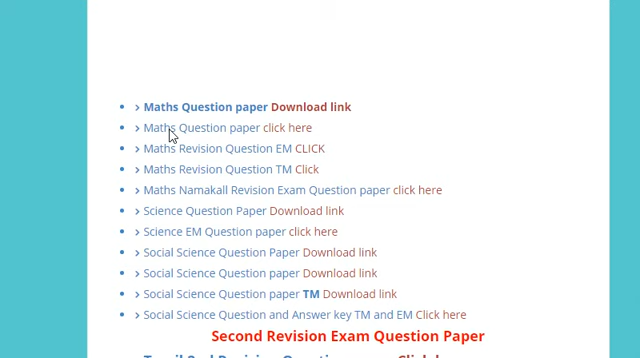 Maths Question paper Download link
Maths Question paper click here
Maths Revision Question EM CLICK
Maths Revision Question TM Click
Maths Namakall Revision Exam Question paper click here
Science Question Paper Download link
Science EM Question paper click here
Social Science Question Paper Download link
Social Science Question paper Download link
Social Science Question paper TM Download link
Social Science Question and Answer key TM and EM Click here
Second Revision Exam Question Paper